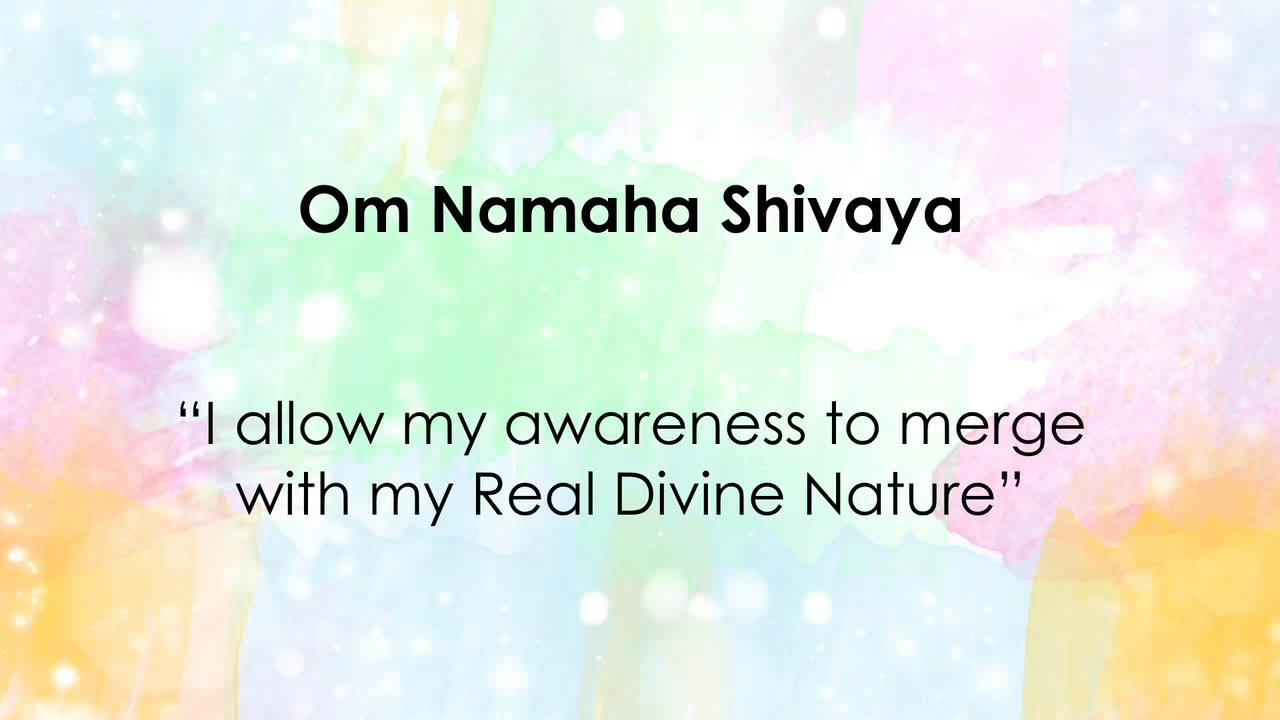 Om Namaha Shivaya
“I allow my awareness to merge
with my Real Divine Nature”